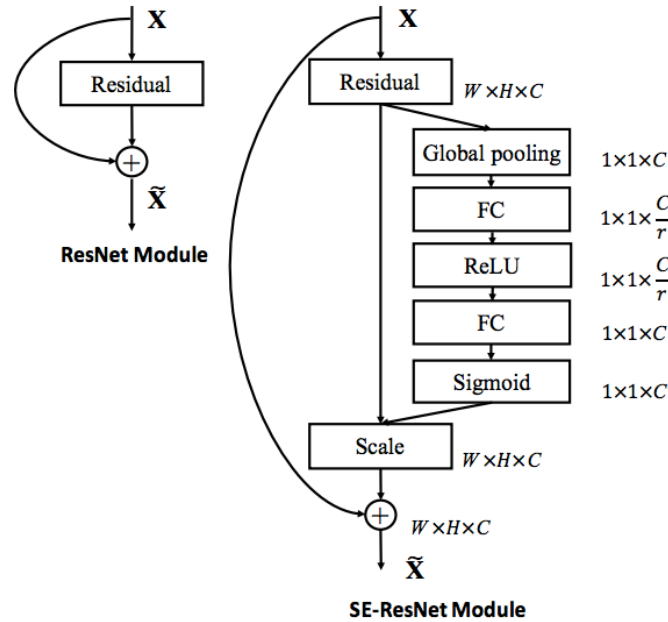 X
Residual
+
X̃
ResNet Module
X
Residual
W×H×C
Global pooling
1×1×C
FC
1×1×C/r
ReLU
1×1×C/r
FC
1×1×C
Sigmoid
1×1×C
Scale
W×H×C
+
W×H×C
X̃
SE-ResNet Module